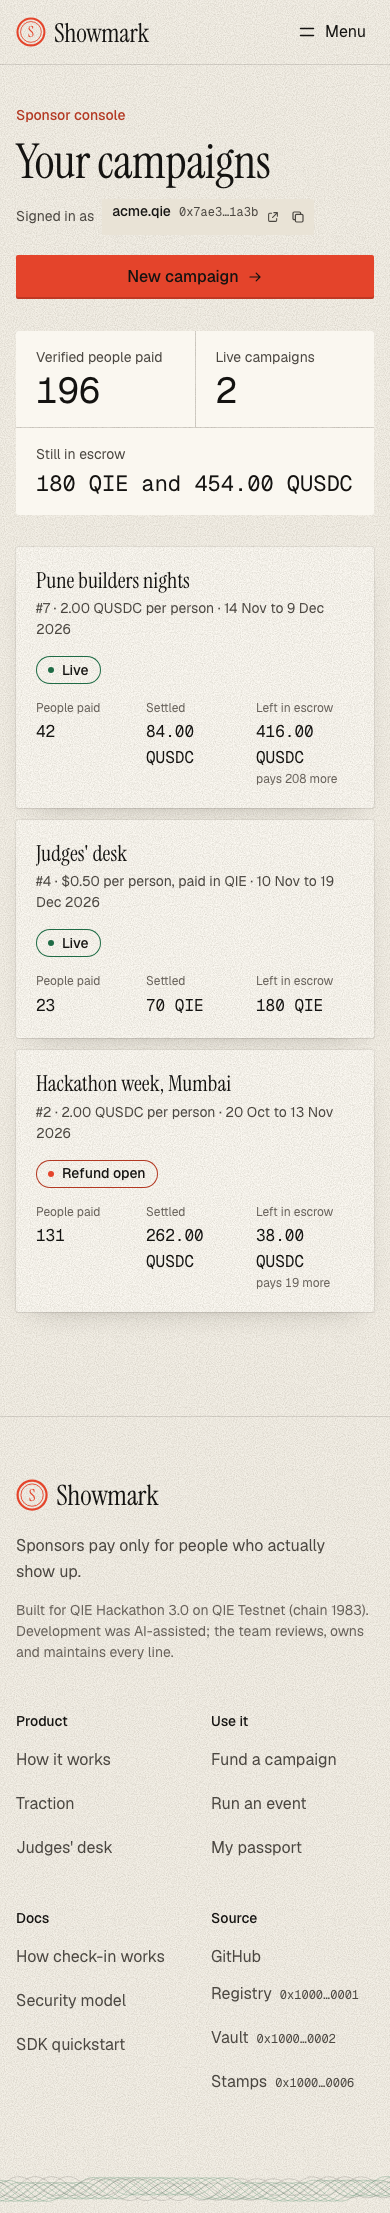 S Showmark
Menu
Sponsor console
Your campaigns
Signed in as acme.qie 0x7ae3…1a3b
New campaign →
Verified people paid
196
Live campaigns
2
Still in escrow
180 QIE and 454.00 QUSDC
Pune builders nights
#7 · 2.00 QUSDC per person · 14 Nov to 9 Dec
2026
Live
People paid
42
Settled
84.00
QUSDC
Left in escrow
416.00
QUSDC
pays 208 more
Judges' desk
#4 · $0.50 per person, paid in QIE · 10 Nov to 19
Dec 2026
Live
People paid
23
Settled
70 QIE
Left in escrow
180 QIE
Hackathon week, Mumbai
#2 · 2.00 QUSDC per person · 20 Oct to 13 Nov
2026
Refund open
People paid
131
Settled
262.00
QUSDC
Left in escrow
38.00
QUSDC
pays 19 more
S Showmark
Sponsors pay only for people who actually
show up.
Built for QIE Hackathon 3.0 on QIE Testnet (chain 1983).
Development was AI-assisted; the team reviews, owns
and maintains every line.
Product
How it works
Traction
Judges' desk
Use it
Fund a campaign
Run an event
My passport
Docs
How check-in works
Security model
SDK quickstart
Source
GitHub
Registry 0x1000…0001
Vault 0x1000…0002
Stamps 0x1000…0006